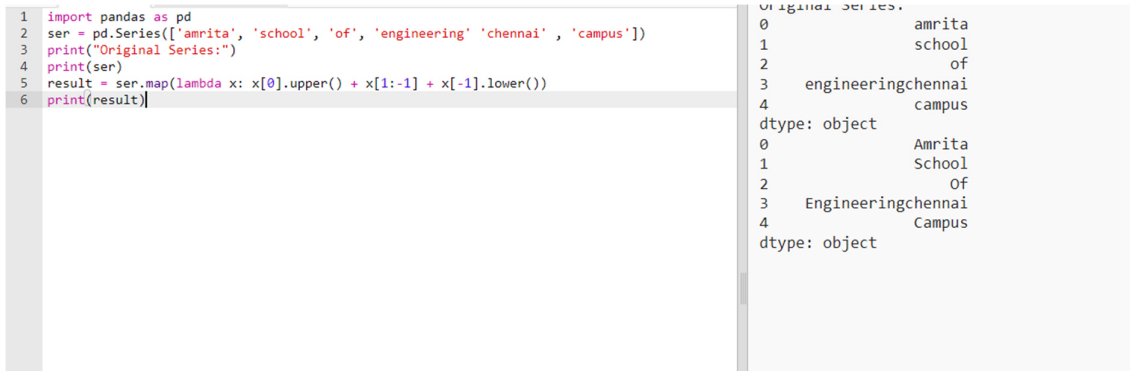 1 import pandas as pd
2 ser = pd.Series(['amrita', 'school', 'of', 'engineering' 'chennai' , 'campus'])
3 print("Original Series:")
4 print(ser)
5 result = ser.map(lambda x: x[0].upper() + x[1:-1] + x[-1].lower())
6 print(result)
Original Series:
0 amrita
1 school
2 of
3 engineeringchennai
4 campus
dtype: object
0 Amrita
1 School
2 Of
3 Engineeringchennai
4 Campus
dtype: object